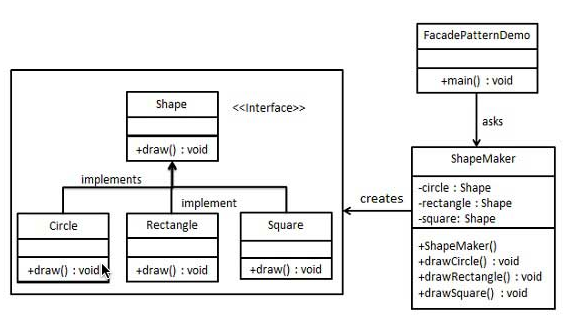 FacadePatternDemo
+main() : void
asks
Shape
<<Interface>>
+draw() : void
implements
implement
Circle
+draw() : void
Rectangle
+draw() : void
Square
+draw() : void
creates
ShapeMaker
-circle : Shape
-rectangle : Shape
-square: Shape
+ShapeMaker()
+drawCircle() : void
+drawRectangle() : void
+drawSquare() : void